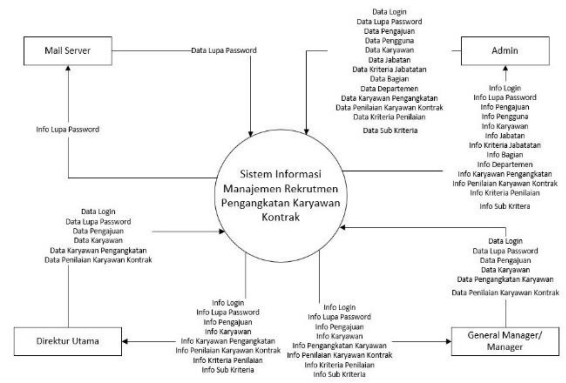 Mail Server
Data Lupa Password
Data Login
Data Lupa Password
Data Pengajuan
Data Pengguna
Data Karyawan
Data Jabatan
Data Kriteria Jabatatan
Data Bagian
Data Departemen
Data Karyawan Pengangkatan
Data Penilaian Karyawan Kontrak
Data Kriteria Penilaian
Data Sub Kriteria
Admin
Info Lupa Password
Info Login
Info Lupa Password
Info Pengajuan
Info Pengguna
Info Karyawan
Info Jabatan
Info Kriteria Jabatatan
Info Bagian
Info Departemen
Info Karyawan Pengangkatan
Info Penilaian Karyawan Kontrak
Info Kriteria Penilaian
Info Sub Kritera
Sistem Informasi
Manajemen Rekrutmen
Pengangkatan Karyawan
Kontrak
Data Login
Data Lupa Password
Data Pengajuan
Data Karyawan
Data Karyawan Pengangkatan
Data Penilaian Karyawan Kontrak
Data Login
Data Lupa Password
Data Pengajuan
Data Karyawan
Data Pengangkatan Karyawan
Data Penilaian Karyawan Kontrak
Direktur Utama
Info Login
Info Lupa Password
Info Pengajuan
Info Karyawan
Info Karyawan Pengangkatan
Info Penilaian Karyawan Kontrak
Info Kriteria Penilaian
Info Sub Kriteria
Info Login
Info Lupa Password
Info Pengajuan
Info Karyawan
Info Pengangkatan Karyawan
Info Penilaian Karyawan Kontrak
Info Kriteria Penilaian
Info Sub Kriteria
General Manager/
Manager